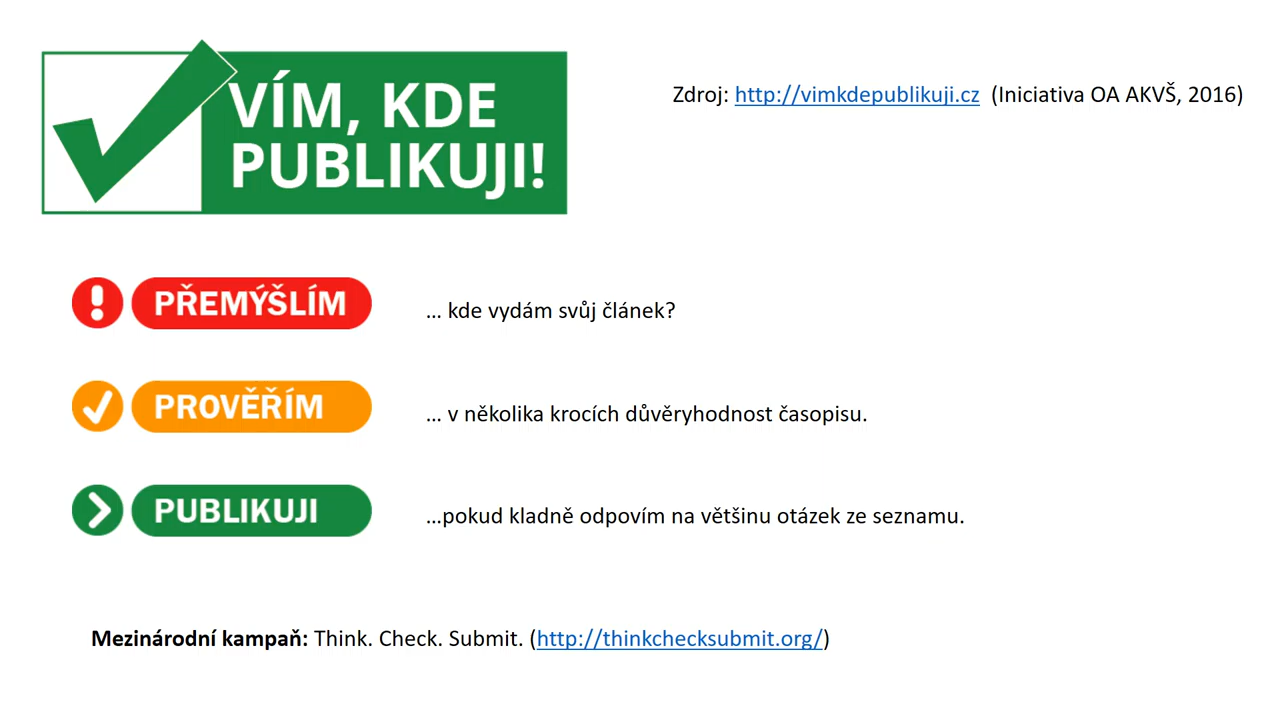 VÍM, KDE
PUBLIKUJI!
Zdroj: http://vimkdepublikuji.cz (Iniciativa OA AKVŠ, 2016)
PŘEMÝŠLÍM
... kde vydám svůj článek?
PROVĚŘÍM
... v několika krocích důvěryhodnost časopisu.
PUBLIKUJI
...pokud kladně odpovím na většinu otázek ze seznamu.
Mezinárodní kampaň: Think. Check. Submit. (http://thinkchecksubmit.org/)